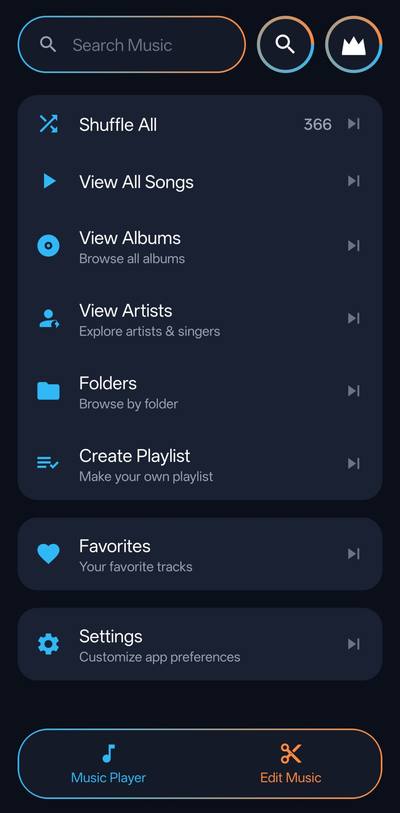 Search Music
Shuffle All 366
View All Songs
View Albums
Browse all albums
View Artists
Explore artists & singers
Folders
Browse by folder
Create Playlist
Make your own playlist
Favorites
Your favorite tracks
Settings
Customize app preferences
Music Player Edit Music